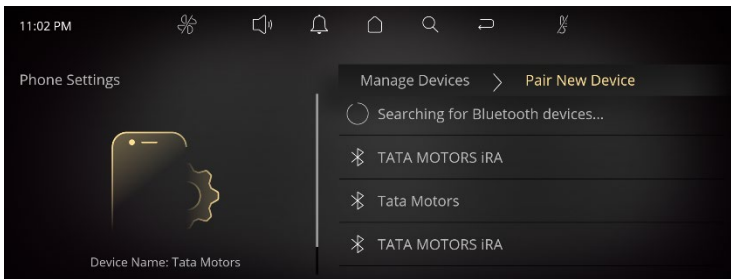 11:02 PM
Phone Settings
Manage Devices > Pair New Device
Searching for Bluetooth devices...
TATA MOTORS iRA
Tata Motors
TATA MOTORS iRA
Device Name: Tata Motors